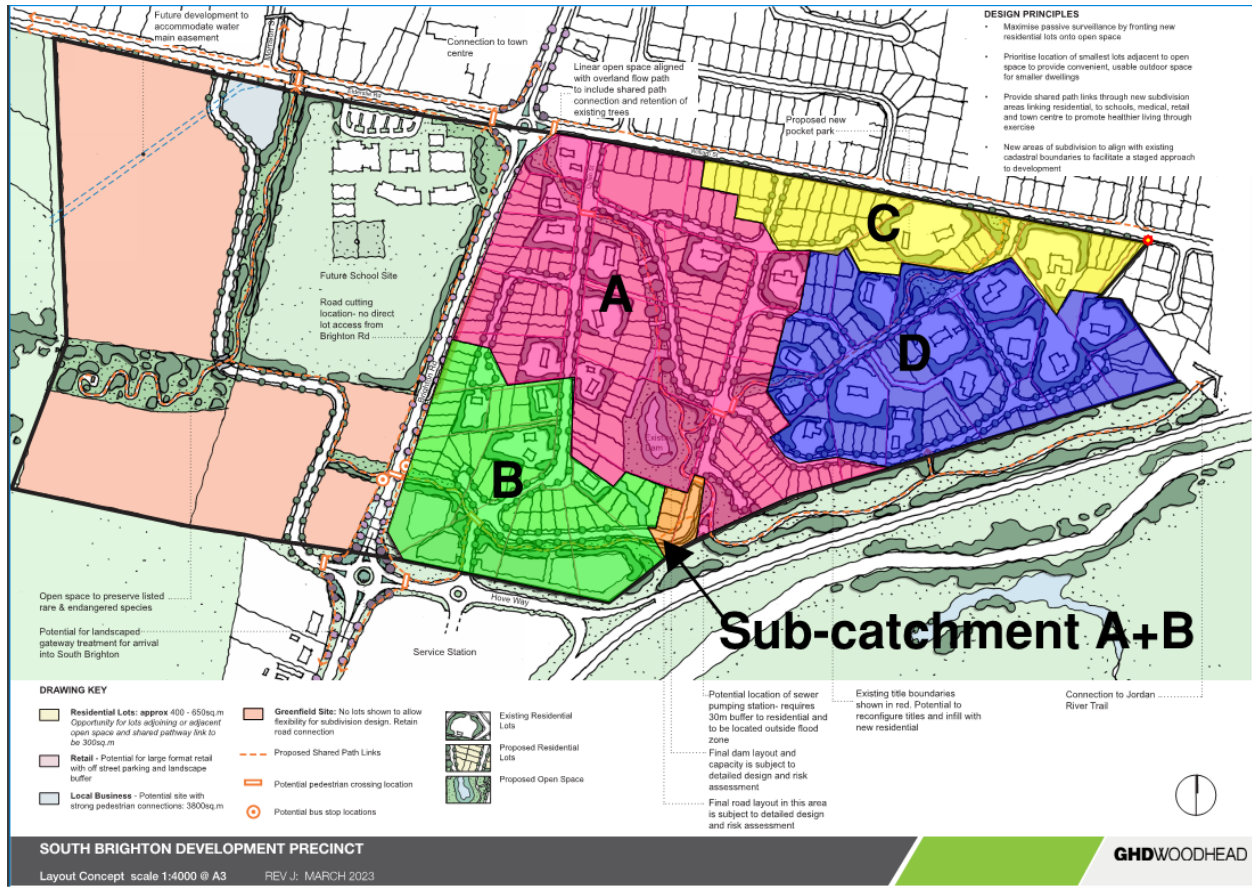 Future development to
accommodate water
main easement
Connection to town
centre
Linear open space aligned
with overland flow path
to include shared path
connection and retention of
existing trees
Proposed new
pocket park
DESIGN PRINCIPLES
• Maximise passive surveillance by fronting new
residential lots onto open space
• Prioritise location of smallest lots adjacent to open
space to provide convenient, usable outdoor space
for smaller dwellings
• Provide shared path links through new subdivision
areas linking residential, to schools, medical, retail
and town centre to promote healthier living through
exercise
• New areas of subdivision to align with existing
cadastral boundaries to facilitate a staged approach
to development
Elderslie Rd
William St
Future School Site
Road cutting
location- no direct
lot access from
Brighton Rd
Brighton Rd
A
B
C
D
Existing
Dam
Sub-catchment A+B
Hove Way
Service Station
Open space to preserve listed
rare & endangered species
Potential for landscaped
gateway treatment for arrival
into South Brighton
Potential location of sewer
pumping station- requires
30m buffer to residential and
to be located outside flood
zone
Final dam layout and
capacity is subject to
detailed design and risk
assessment
Final road layout in this area
is subject to detailed design
and risk assessment
Existing title boundaries
shown in red. Potential to
reconfigure titles and infill with
new residential
Connection to Jordan
River Trail
DRAWING KEY
Residential Lots: approx 400 - 650sq.m
Opportunity for lots adjoining or adjacent
open space and shared pathway link to
be 300sq.m
Retail - Potential for large format retail
with off street parking and landscape
buffer
Local Business - Potential site with
strong pedestrian connections: 3800sq.m
Greenfield Site: No lots shown to allow
flexibility for subdivision design. Retain
road connection
Proposed Shared Path Links
Potential pedestrian crossing location
Potential bus stop locations
Existing Residential
Lots
Proposed Residential
Lots
Proposed Open Space
SOUTH BRIGHTON DEVELOPMENT PRECINCT
Layout Concept scale 1:4000 @ A3 REV J: MARCH 2023
GHDWOODHEAD